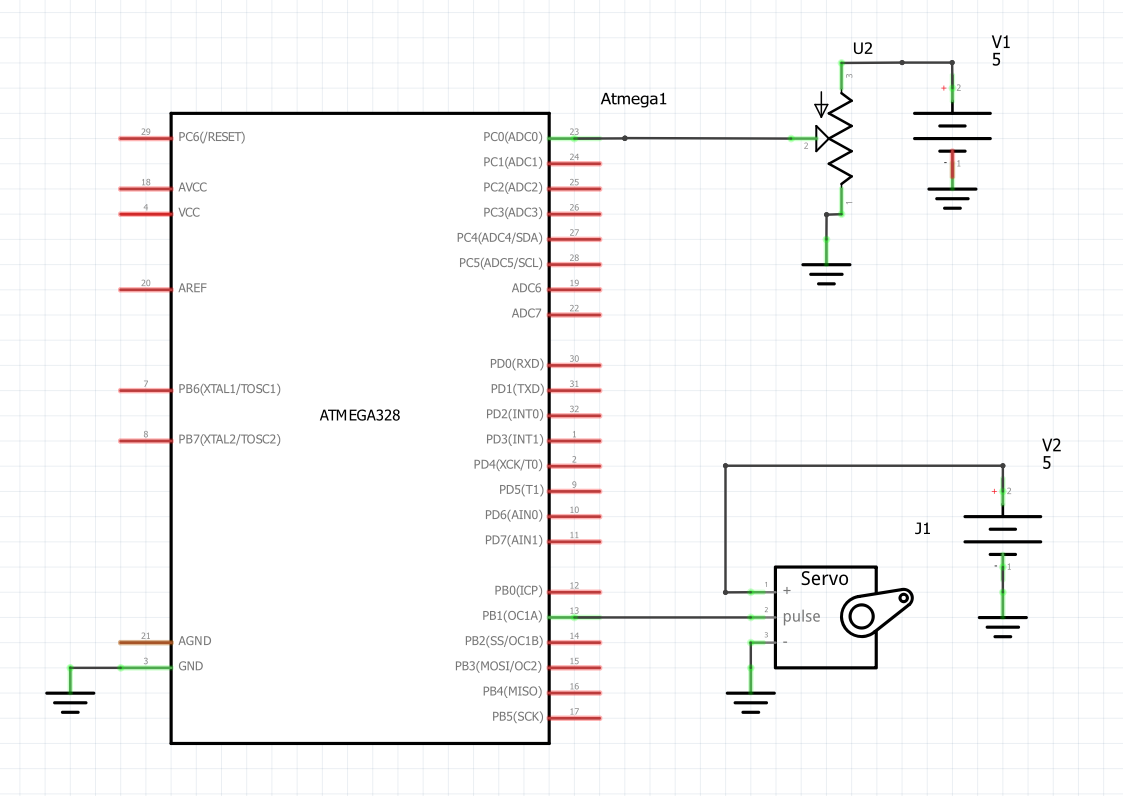 U2
V1
5
Atmega1
3
+ 2
29 PC6(/RESET)
PC0(ADC0) 23
2
- 1
PC1(ADC1) 24
18 AVCC
PC2(ADC2) 25
1
4 VCC
PC3(ADC3) 26
PC4(ADC4/SDA) 27
PC5(ADC5/SCL) 28
20 AREF
ADC6 19
ADC7 22
PD0(RXD) 30
7 PB6(XTAL1/TOSC1)
PD1(TXD) 31
ATMEGA328
PD2(INT0) 32
8 PB7(XTAL2/TOSC2)
PD3(INT1) 1
PD4(XCK/T0) 2
PD5(T1) 9
PD6(AIN0) 10
PD7(AIN1) 11
V2
5
+ 2
- 1
J1
Servo
PB0(ICP) 12
1 +
PB1(OC1A) 13
2 pulse
21 AGND
PB2(SS/OC1B) 14
3 -
3 GND
PB3(MOSI/OC2) 15
PB4(MISO) 16
PB5(SCK) 17